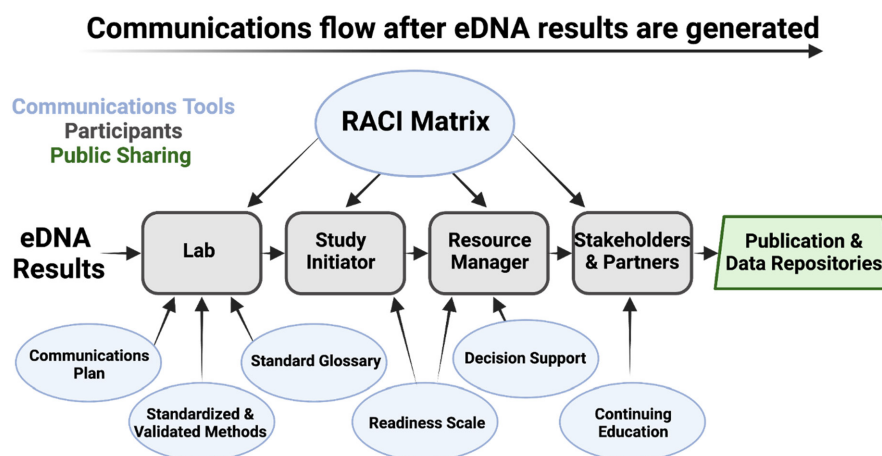 Communications flow after eDNA results are generated
Communications Tools
Participants
Public Sharing
RACI Matrix
eDNA
Results
Lab
Study
Initiator
Resource
Manager
Stakeholders
& Partners
Publication &
Data Repositories
Communications
Plan
Standardized &
Validated Methods
Standard Glossary
Readiness Scale
Decision Support
Continuing
Education